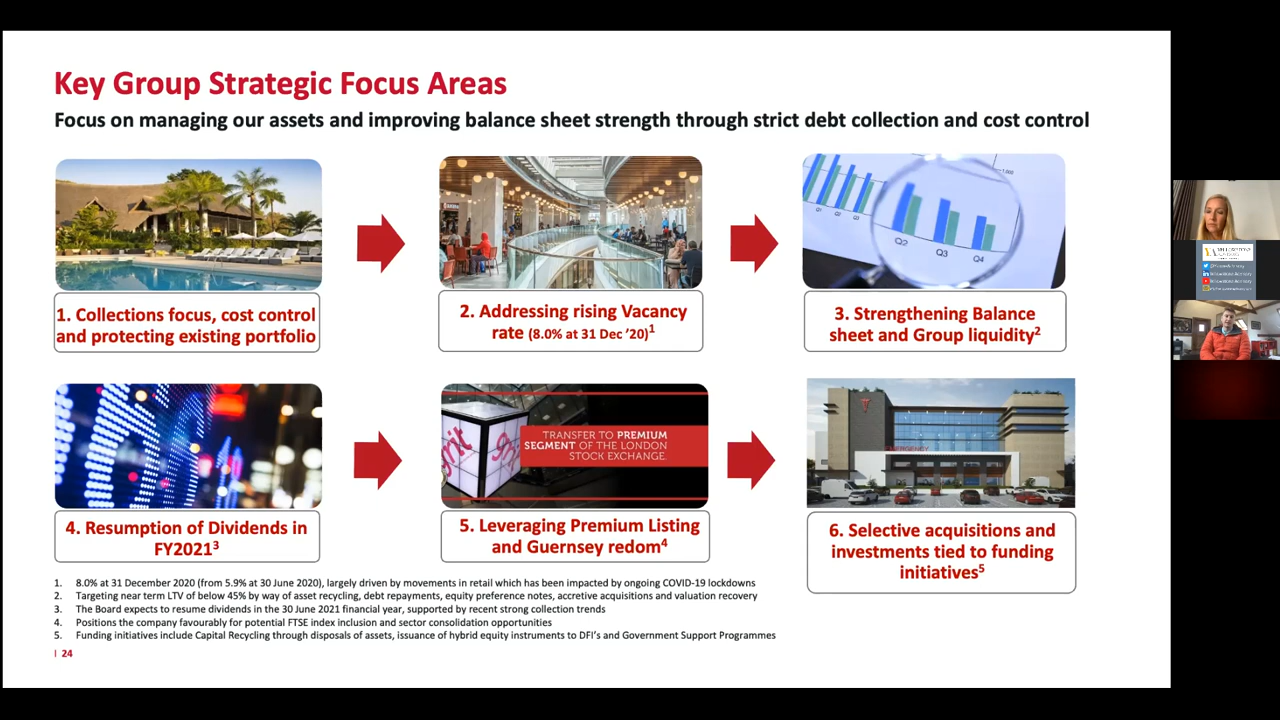 Key Group Strategic Focus Areas
Focus on managing our assets and improving balance sheet strength through strict debt collection and cost control
1. Collections focus, cost control
and protecting existing portfolio
2. Addressing rising Vacancy
rate (8.0% at 31 Dec ’20)1
Q2
Q3
Q4
3. Strengthening Balance
sheet and Group liquidity2
4. Resumption of Dividends in
FY20213
TRANSFER TO PREMIUM
SEGMENT OF THE LONDON
STOCK EXCHANGE.
5. Leveraging Premium Listing
and Guernsey redom4
EMERGENCY
6. Selective acquisitions and
investments tied to funding
initiatives5
1. 8.0% at 31 December 2020 (from 5.9% at 30 June 2020), largely driven by movements in retail which has been impacted by ongoing COVID-19 lockdowns
2. Targeting near term LTV of below 45% by way of asset recycling, debt repayments, equity preference notes, accretive acquisitions and valuation recovery
3. The Board expects to resume dividends in the 30 June 2021 financial year, supported by recent strong collection trends
4. Positions the company favourably for potential FTSE index inclusion and sector consolidation opportunities
5. Funding initiatives include Capital Recycling through disposals of assets, issuance of hybrid equity instruments to DFI’s and Government Support Programmes
24